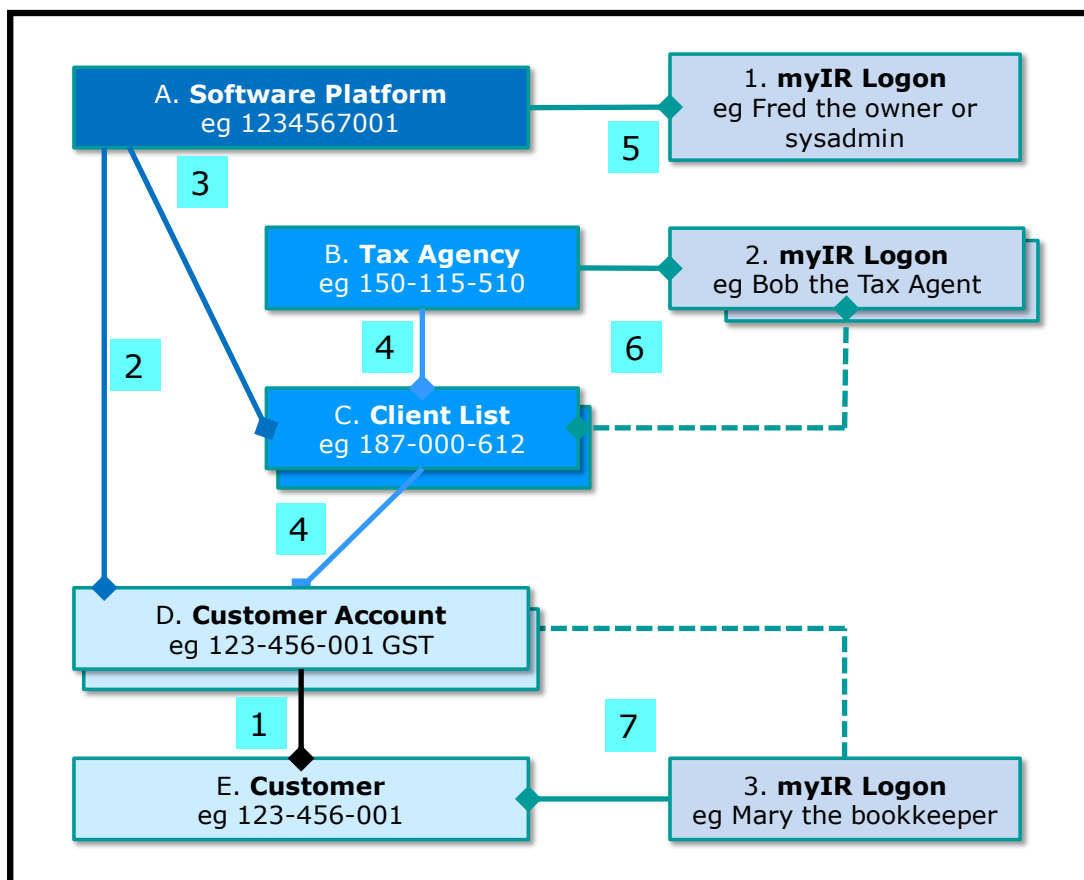 A. Software Platform
eg 1234567001
1. myIR Logon
eg Fred the owner or
sysadmin
5
3
B. Tax Agency
eg 150-115-510
2. myIR Logon
eg Bob the Tax Agent
4
6
2
C. Client List
eg 187-000-612
4
D. Customer Account
eg 123-456-001 GST
1
7
E. Customer
eg 123-456-001
3. myIR Logon
eg Mary the bookkeeper